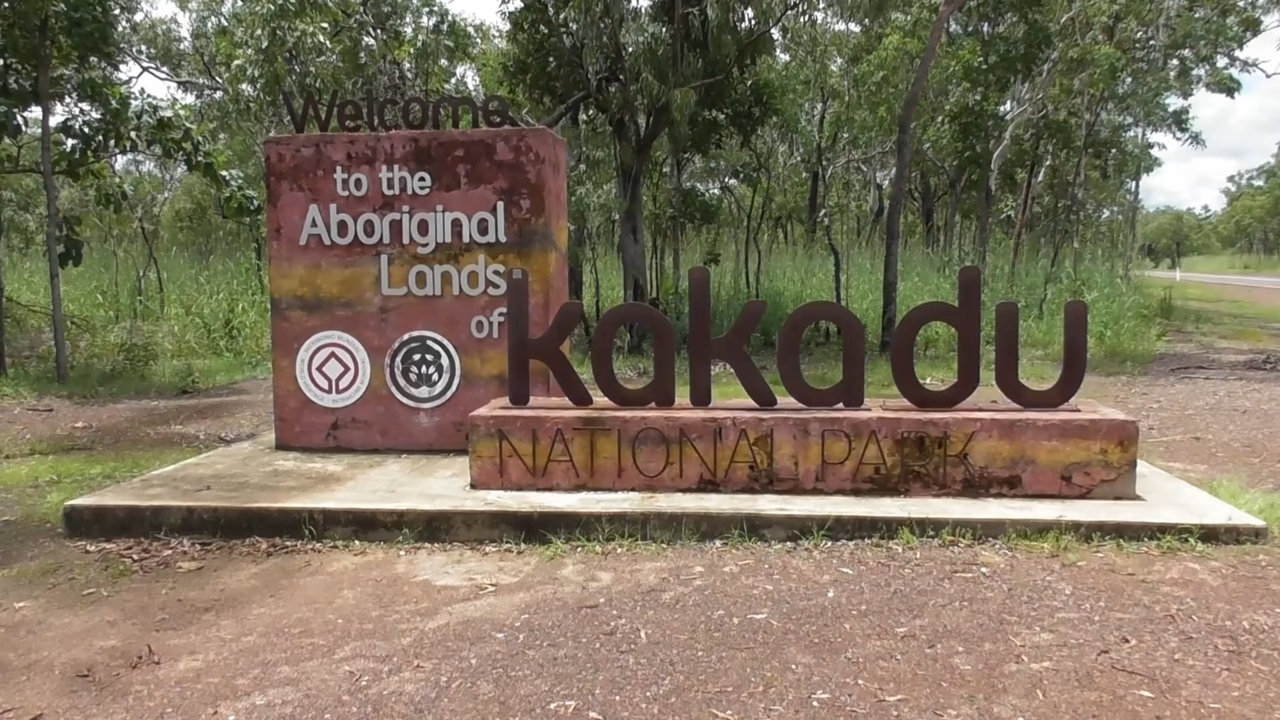 Welcome
to the
Aboriginal
Lands
of
kakadu
NATIONAL PARK